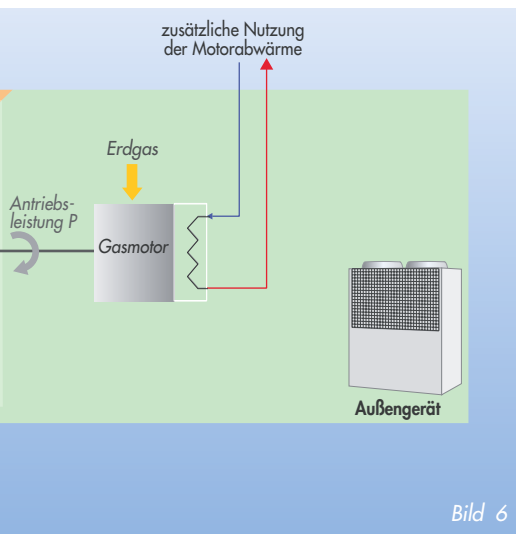 zusätzliche Nutzung
der Motorabwärme
Erdgas
Antriebs-
leistung P
Gasmotor
Außengerät
Bild 6